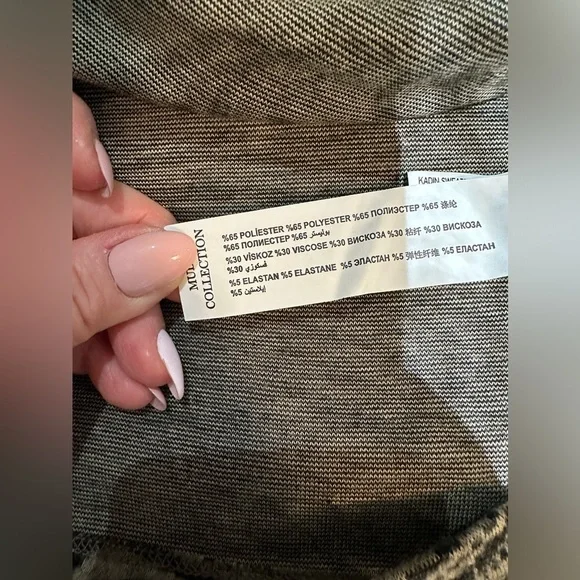 KADIN
%65 POLİESTER %65 POLYESTER %65 ПОЛИЭСТЕР %65 涤纶
%65 ПОЛИЕСТЕР %65 بوليستر
%30 VİSKOZ %30 VISCOSE %30 ВИСКОЗА %30 粘纤 %30 ВИСКОЗА
%30 فسكوزي
%5 ELASTAN %5 ELASTANE %5 ЭЛАСТАН %5 弹性纤维 %5 ЕЛАСТАН
%5 إيلاستين
COLLECTION